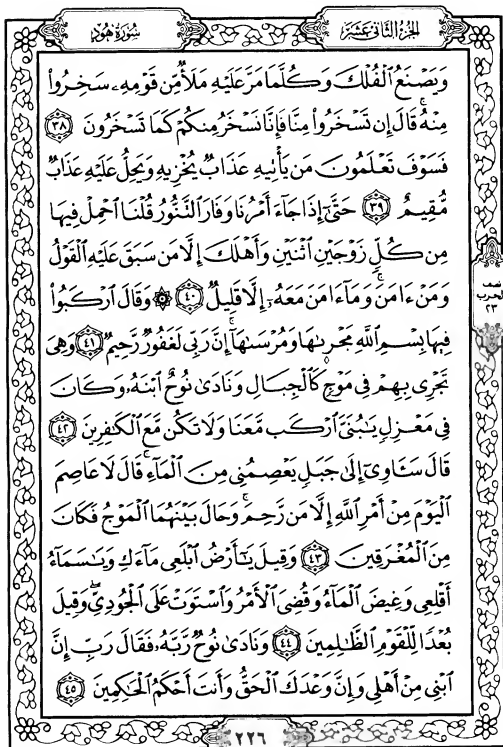 الجزء الثاني عشر
سورة هود
وَيَصْنَعُ ٱلْفُلْكَ وَكُلَّمَا مَرَّ عَلَيْهِ مَلَأٌ مِّن قَوْمِهِۦ سَخِرُوا۟
مِنْهُ ۚ قَالَ إِن تَسْخَرُوا۟ مِنَّا فَإِنَّا نَسْخَرُ مِنكُمْ كَمَا تَسْخَرُونَ ٣٨
فَسَوْفَ تَعْلَمُونَ مَن يَأْتِيهِ عَذَابٌ يُخْزِيهِ وَيَحِلُّ عَلَيْهِ عَذَابٌ
مُّقِيمٌ ٣٩ حَتَّىٰٓ إِذَا جَآءَ أَمْرُنَا وَفَارَ ٱلتَّنُّورُ قُلْنَا ٱحْمِلْ فِيهَا
مِن كُلٍّ زَوْجَيْنِ ٱثْنَيْنِ وَأَهْلَكَ إِلَّا مَن سَبَقَ عَلَيْهِ ٱلْقَوْلُ
وَمَنْ ءَامَنَ ۚ وَمَآ ءَامَنَ مَعَهُۥٓ إِلَّا قَلِيلٌ ٤٠ ۞ وَقَالَ ٱرْكَبُوا۟
فِيهَا بِسْمِ ٱللَّهِ مَجْر۪ىٰهَا وَمُرْسَىٰهَآ ۚ إِنَّ رَبِّى لَغَفُورٌ رَّحِيمٌ ٤١ وَهِىَ
تَجْرِى بِهِمْ فِى مَوْجٍ كَٱلْجِبَالِ وَنَادَىٰ نُوحٌ ٱبْنَهُۥ وَكَانَ
فِى مَعْزِلٍ يَٰبُنَىَّ ٱرْكَب مَّعَنَا وَلَا تَكُن مَّعَ ٱلْكَٰفِرِينَ ٤٢
قَالَ سَـَٔاوِىٓ إِلَىٰ جَبَلٍ يَعْصِمُنِى مِنَ ٱلْمَآءِ ۚ قَالَ لَا عَاصِمَ
ٱلْيَوْمَ مِنْ أَمْرِ ٱللَّهِ إِلَّا مَن رَّحِمَ ۚ وَحَالَ بَيْنَهُمَا ٱلْمَوْجُ فَكَانَ
مِنَ ٱلْمُغْرَقِينَ ٤٣ وَقِيلَ يَٰٓأَرْضُ ٱبْلَعِى مَآءَكِ وَيَٰسَمَآءُ
أَقْلِعِى وَغِيضَ ٱلْمَآءُ وَقُضِىَ ٱلْأَمْرُ وَٱسْتَوَتْ عَلَى ٱلْجُودِىِّ ۖ وَقِيلَ
بُعْدًا لِّلْقَوْمِ ٱلظَّٰلِمِينَ ٤٤ وَنَادَىٰ نُوحٌ رَّبَّهُۥ فَقَالَ رَبِّ إِنَّ
ٱبْنِى مِنْ أَهْلِى وَإِنَّ وَعْدَكَ ٱلْحَقُّ وَأَنتَ أَحْكَمُ ٱلْحَٰكِمِينَ ٤٥
نصف
الحزب
٢٣
٢٢٦